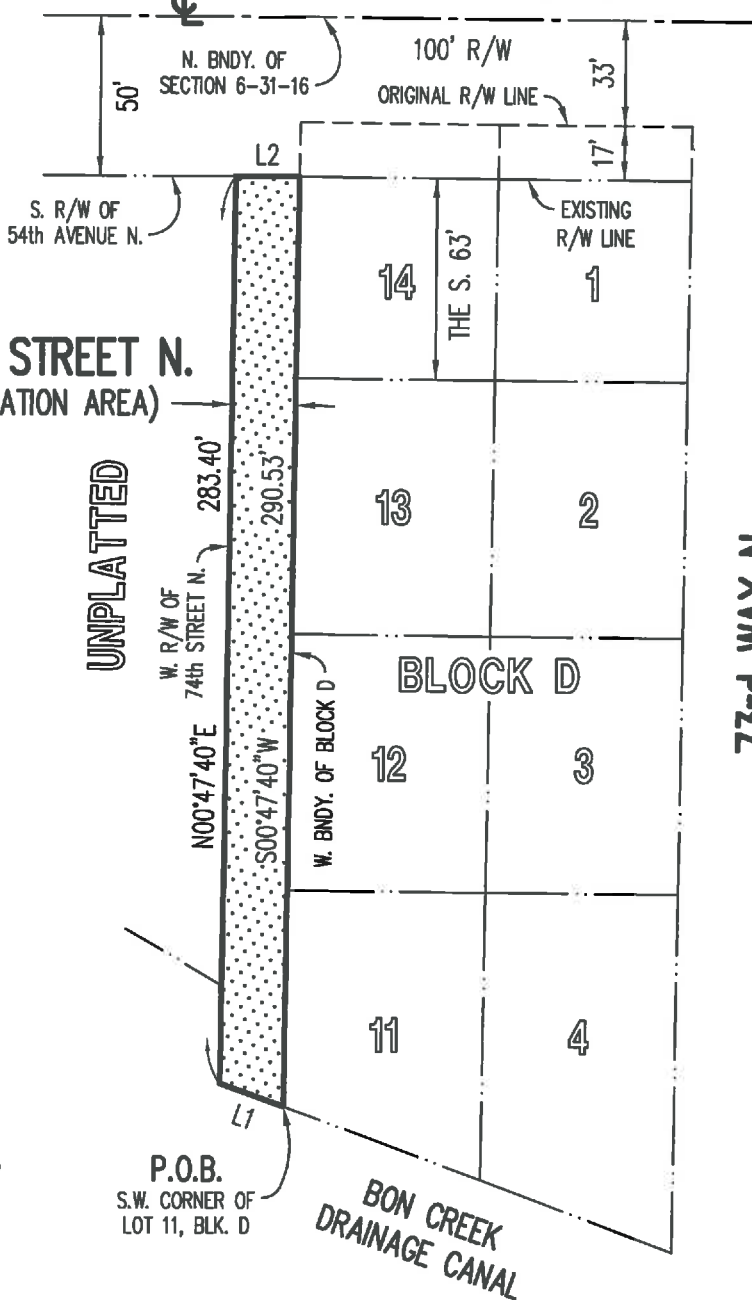 ℄
N. BNDY. OF
SECTION 6-31-16
100' R/W
ORIGINAL R/W LINE
50'
33'
17'
L2
S. R/W OF
54th AVENUE N.
EXISTING
R/W LINE
14
THE S. 63'
1
STREET N.
ATION AREA)
UNPLATTED
283.40'
290.53'
13
2
W. R/W OF
74th STREET N.
BLOCK D
73rd WAY N.
N00°47'40"E
S00°47'40"W
W. BNDY. OF BLOCK D
12
3
11
4
L1
P.O.B.
S.W. CORNER OF
LOT 11, BLK. D
BON CREEK
DRAINAGE CANAL